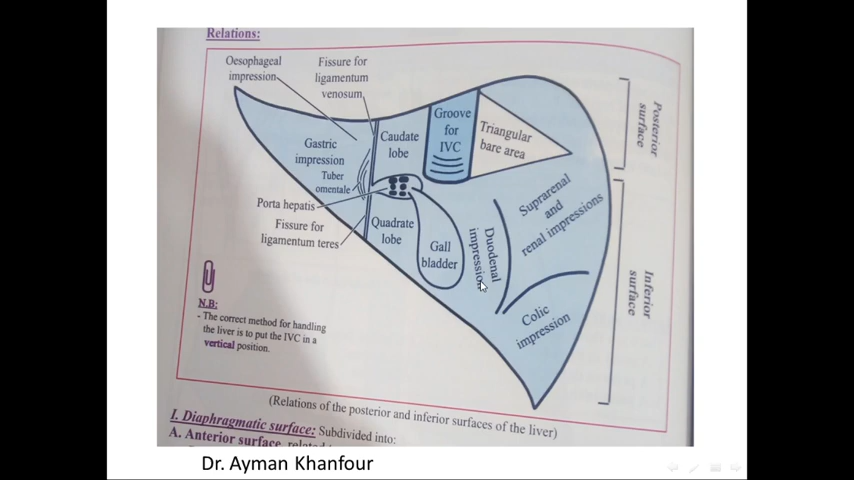 Relations:
Oesophageal
impression
Fissure for
ligamentum
venosum
Groove
for
IVC
Triangular
bare area
Caudate
lobe
Gastric
impression
Tuber
omentale
Porta hepatis
Fissure for
ligamentum teres
Quadrate
lobe
Gall
bladder
Duodenal
impression
Suprarenal
and
renal impressions
Colic
impression
Posterior
surface
Inferior
surface
N.B:
- The correct method for handling
the liver is to put the IVC in a
vertical position.
(Relations of the posterior and inferior surfaces of the liver)
I. Diaphragmatic surface: Subdivided into:
A. Anterior surface, related
Dr. Ayman Khanfour